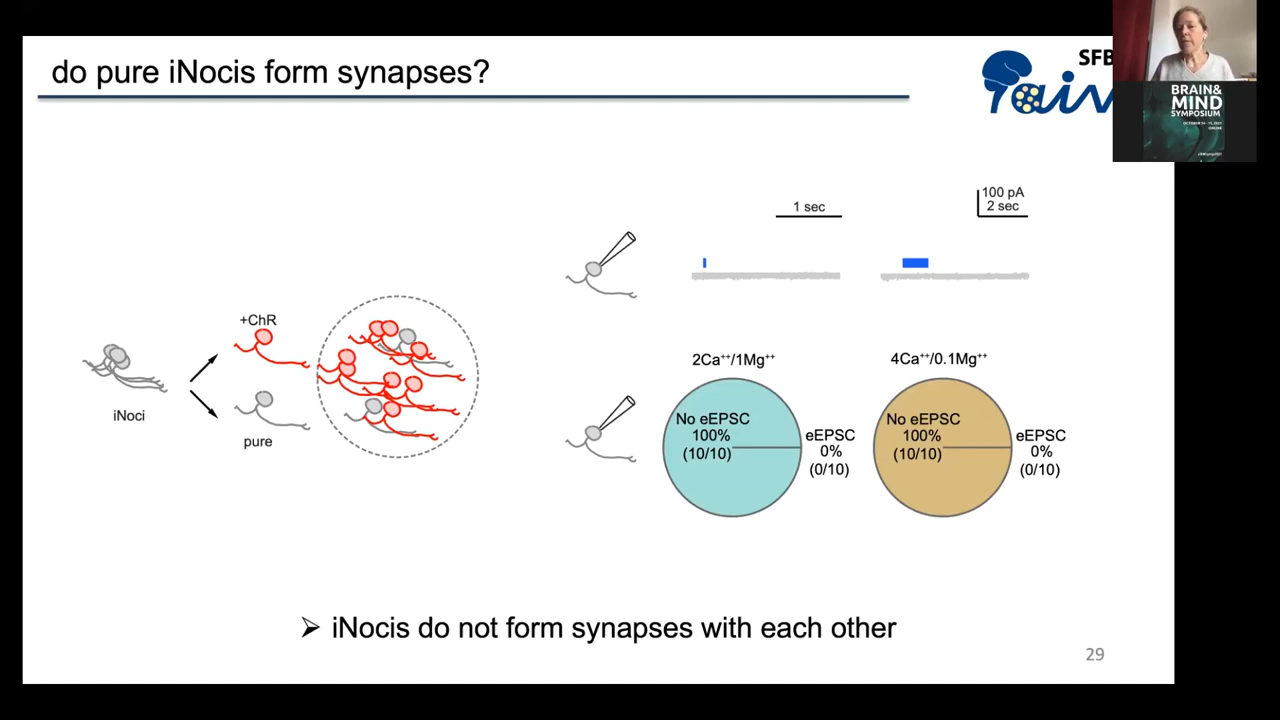 do pure iNocis form synapses?
SFB
BRAIN&
MIND
SYMPOSIUM
ONLINE
100 pA
1 sec
2 sec
+ChR
iNoci
pure
2Ca⁺⁺/1Mg⁺⁺
4Ca⁺⁺/0.1Mg⁺⁺
No eEPSC
100%
(10/10)
eEPSC
0%
(0/10)
No eEPSC
100%
(10/10)
eEPSC
0%
(0/10)
➢ iNocis do not form synapses with each other
29